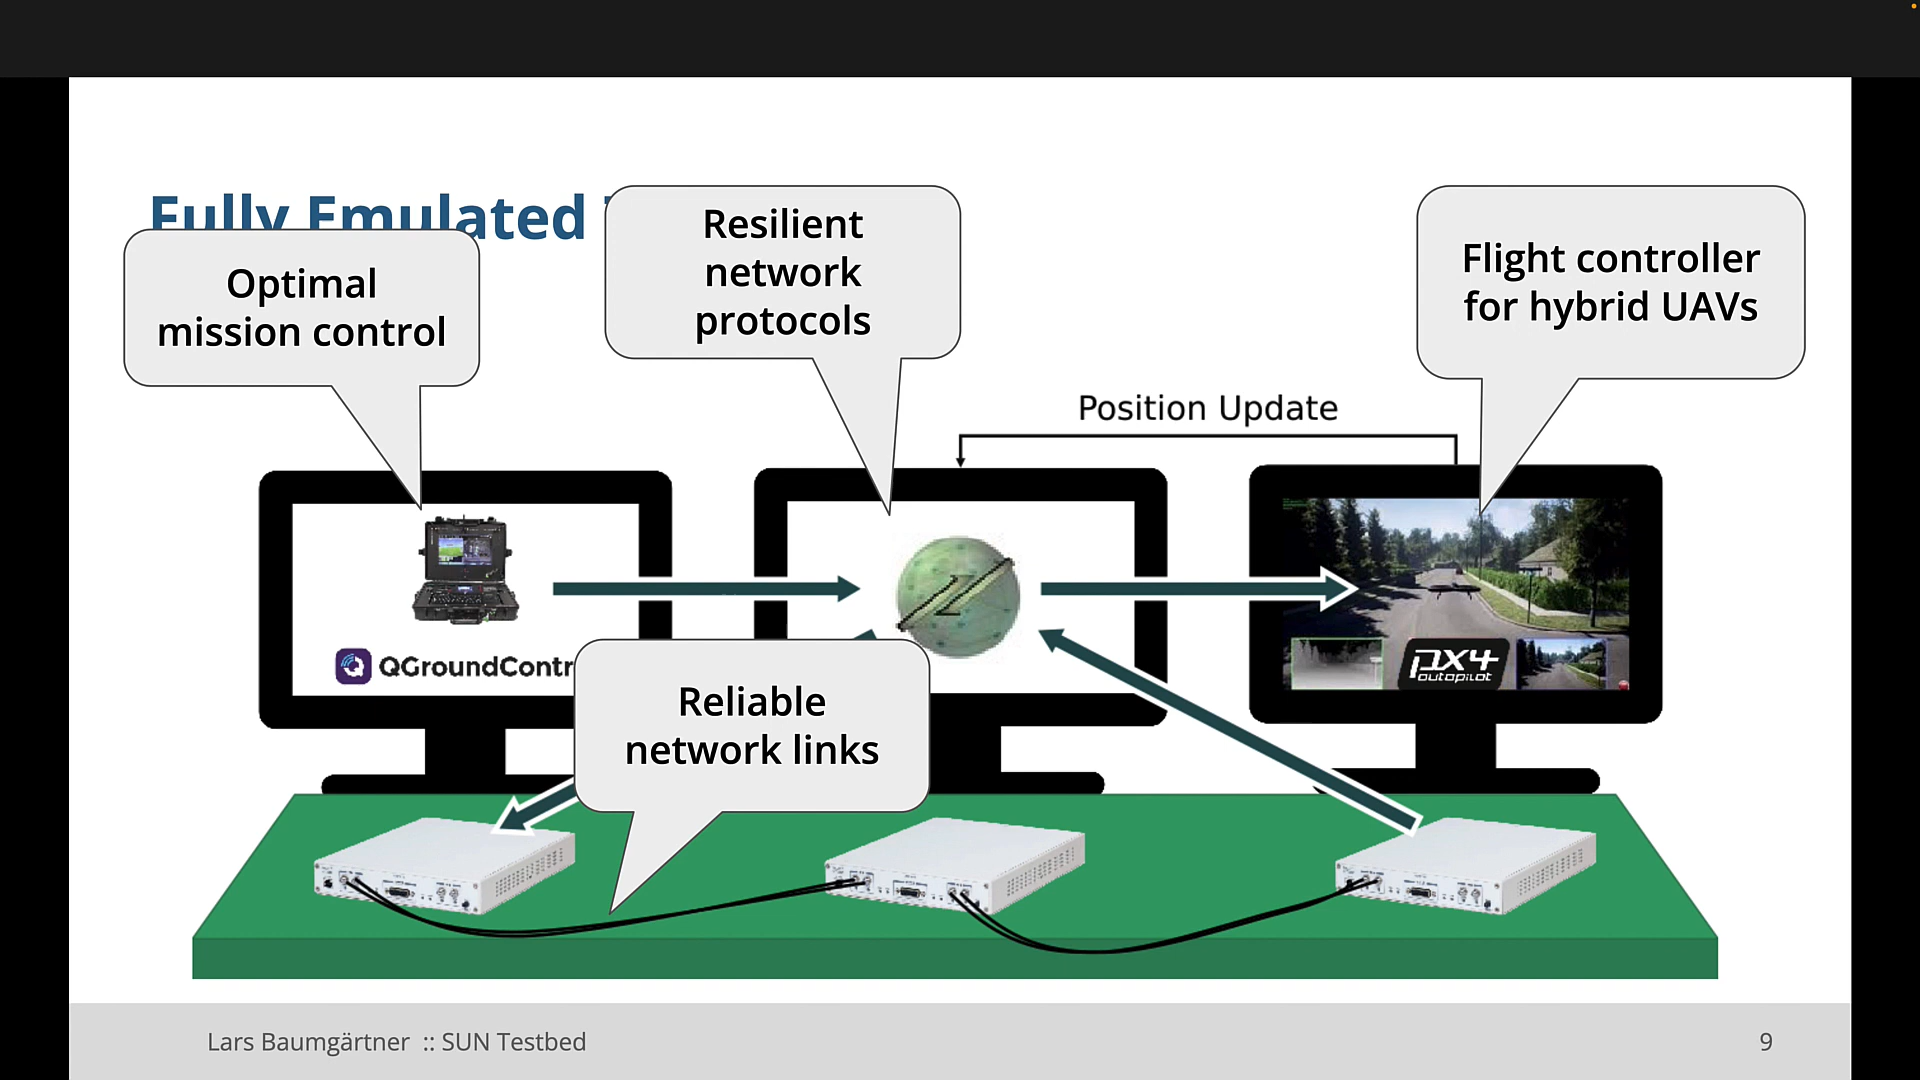 Fully Emulated
Optimal
mission control
Resilient
network
protocols
Flight controller
for hybrid UAVs
Position Update
QGroundContr
px4
autopilot
Reliable
network links
Lars Baumgärtner :: SUN Testbed
9